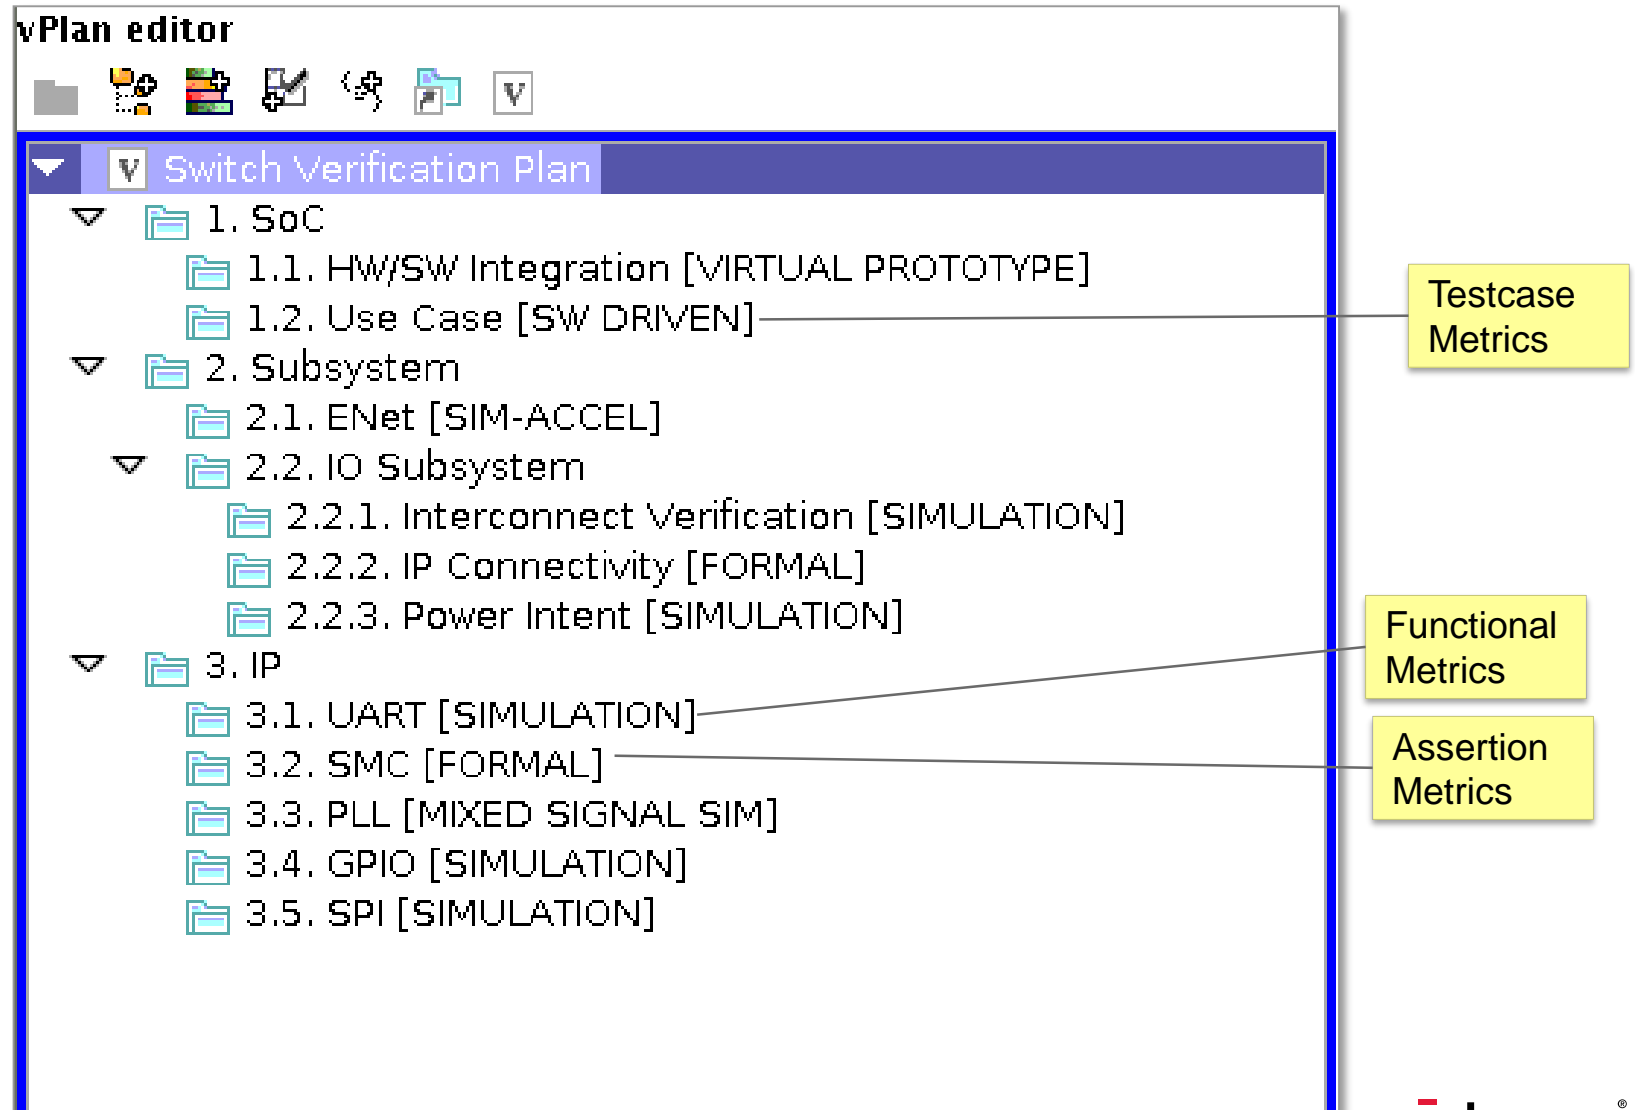 vPlan editor
V
V Switch Verification Plan
1. SoC
1.1. HW/SW Integration [VIRTUAL PROTOTYPE]
1.2. Use Case [SW DRIVEN]
Testcase
Metrics
2. Subsystem
2.1. ENet [SIM-ACCEL]
2.2. IO Subsystem
2.2.1. Interconnect Verification [SIMULATION]
2.2.2. IP Connectivity [FORMAL]
2.2.3. Power Intent [SIMULATION]
Functional
Metrics
3. IP
3.1. UART [SIMULATION]
3.2. SMC [FORMAL]
Assertion
Metrics
3.3. PLL [MIXED SIGNAL SIM]
3.4. GPIO [SIMULATION]
3.5. SPI [SIMULATION]
®